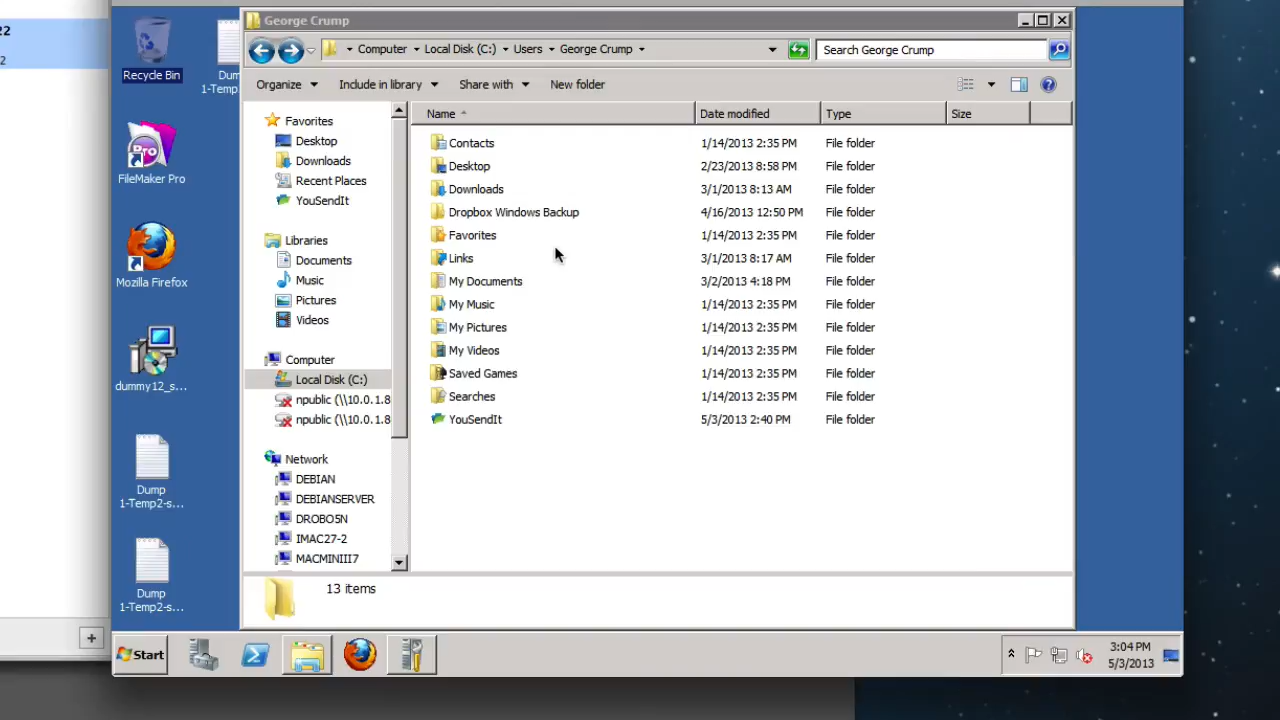 22
2
Recycle Bin
Dum
1-Temp.
FileMaker Pro
Mozilla Firefox
dummy12_s...
Dump
1-Temp2-s...
Dump
1-Temp2-s...
George Crump
Computer
Local Disk (C:)
Users
George Crump
Search George Crump
Organize
Include in library
Share with
New folder
Favorites
Desktop
Downloads
Recent Places
YouSendIt
Libraries
Documents
Music
Pictures
Videos
Computer
Local Disk (C:)
npublic (\\10.0.1.8
npublic (\\10.0.1.8
Network
DEBIAN
DEBIANSERVER
DROBO5N
IMAC27-2
MACMINIII7
Name Date modified Type Size
Contacts 1/14/2013 2:35 PM File folder
Desktop 2/23/2013 8:58 PM File folder
Downloads 3/1/2013 8:13 AM File folder
Dropbox Windows Backup 4/16/2013 12:50 PM File folder
Favorites 1/14/2013 2:35 PM File folder
Links 3/1/2013 8:17 AM File folder
My Documents 3/2/2013 4:18 PM File folder
My Music 1/14/2013 2:35 PM File folder
My Pictures 1/14/2013 2:35 PM File folder
My Videos 1/14/2013 2:35 PM File folder
Saved Games 1/14/2013 2:35 PM File folder
Searches 1/14/2013 2:35 PM File folder
YouSendIt 5/3/2013 2:40 PM File folder
13 items
Start
3:04 PM
5/3/2013